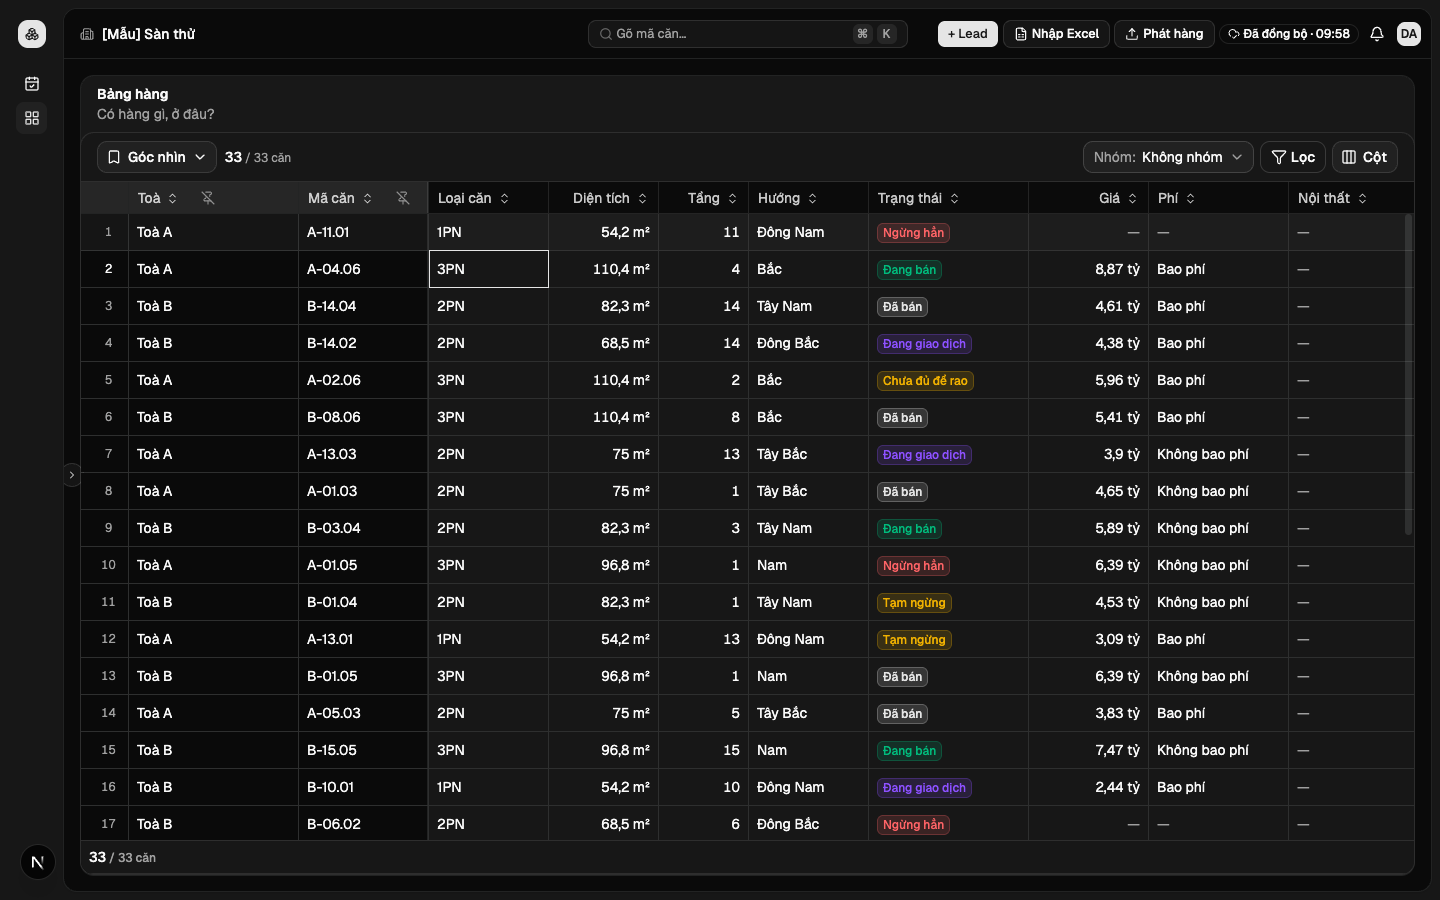 [Mẫu] Sàn thử
Gõ mã căn...
⌘ K
+ Lead
Nhập Excel
Phát hàng
Đã đồng bộ · 09:58
DA
Bảng hàng
Có hàng gì, ở đâu?
Góc nhìn
33 / 33 căn
Nhóm: Không nhóm
Lọc
Cột
Toà Mã căn Loại căn Diện tích Tầng Hướng Trạng thái Giá Phí Nội thất
1 Toà A A-11.01 1PN 54,2 m² 11 Đông Nam Ngừng hẳn — — —
2 Toà A A-04.06 3PN 110,4 m² 4 Bắc Đang bán 8,87 tỷ Bao phí —
3 Toà B B-14.04 2PN 82,3 m² 14 Tây Nam Đã bán 4,61 tỷ Bao phí —
4 Toà B B-14.02 2PN 68,5 m² 14 Đông Bắc Đang giao dịch 4,38 tỷ Bao phí —
5 Toà A A-02.06 3PN 110,4 m² 2 Bắc Chưa đủ để rao 5,96 tỷ Bao phí —
6 Toà B B-08.06 3PN 110,4 m² 8 Bắc Đã bán 5,41 tỷ Bao phí —
7 Toà A A-13.03 2PN 75 m² 13 Tây Bắc Đang giao dịch 3,9 tỷ Không bao phí —
8 Toà A A-01.03 2PN 75 m² 1 Tây Bắc Đã bán 4,65 tỷ Không bao phí —
9 Toà B B-03.04 2PN 82,3 m² 3 Tây Nam Đang bán 5,89 tỷ Không bao phí —
10 Toà A A-01.05 3PN 96,8 m² 1 Nam Ngừng hẳn 6,39 tỷ Không bao phí —
11 Toà B B-01.04 2PN 82,3 m² 1 Tây Nam Tạm ngừng 4,53 tỷ Không bao phí —
12 Toà A A-13.01 1PN 54,2 m² 13 Đông Nam Tạm ngừng 3,09 tỷ Bao phí —
13 Toà B B-01.05 3PN 96,8 m² 1 Nam Đã bán 6,39 tỷ Không bao phí —
14 Toà A A-05.03 2PN 75 m² 5 Tây Bắc Đã bán 3,83 tỷ Bao phí —
15 Toà B B-15.05 3PN 96,8 m² 15 Nam Đang bán 7,47 tỷ Không bao phí —
16 Toà B B-10.01 1PN 54,2 m² 10 Đông Nam Đang giao dịch 2,44 tỷ Bao phí —
17 Toà B B-06.02 2PN 68,5 m² 6 Đông Bắc Ngừng hẳn — — —
33 / 33 căn
N